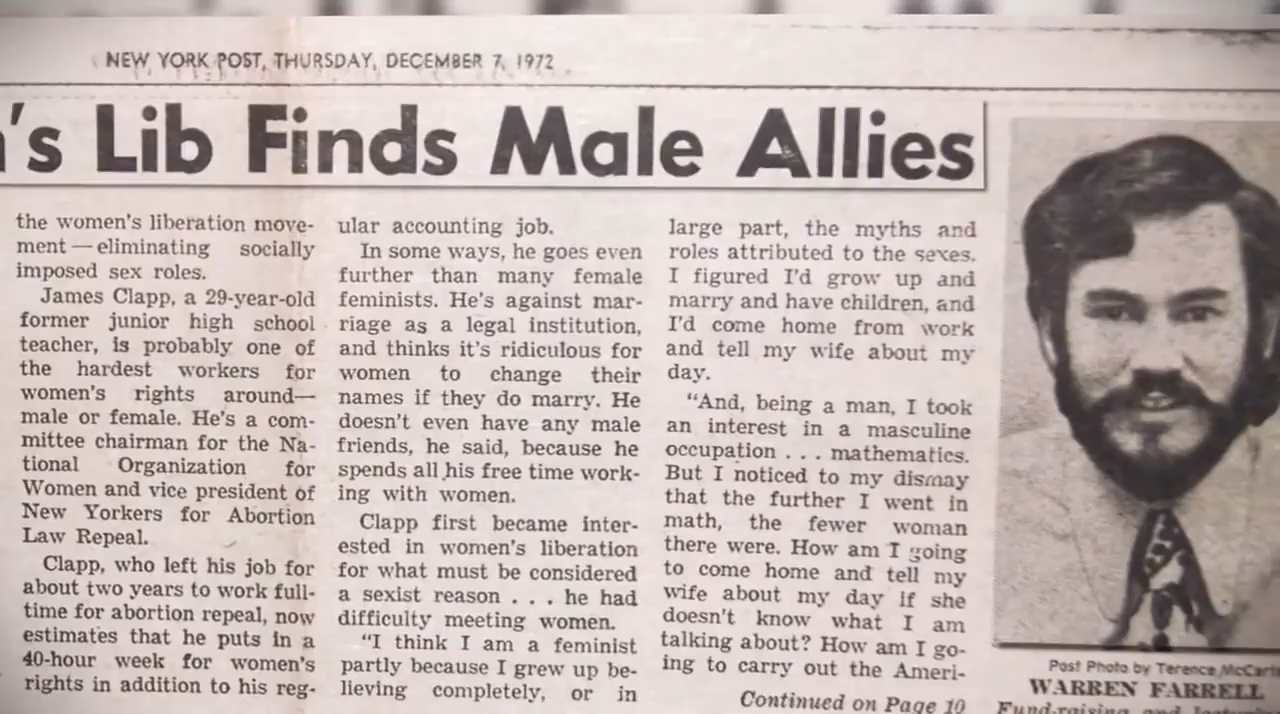 NEW YORK POST, THURSDAY, DECEMBER 7, 1972
's Lib Finds Male Allies
the women's liberation move-
ment — eliminating socially
imposed sex roles.
James Clapp, a 29-year-old
former junior high school
teacher, is probably one of
the hardest workers for
women's rights around—
male or female. He's a com-
mittee chairman for the Na-
tional Organization for
Women and vice president of
New Yorkers for Abortion
Law Repeal.
Clapp, who left his job for
about two years to work full-
time for abortion repeal, now
estimates that he puts in a
40-hour week for women's
rights in addition to his reg-
ular accounting job.
In some ways, he goes even
further than many female
feminists. He's against mar-
riage as a legal institution,
and thinks it's ridiculous for
women to change their
names if they do marry. He
doesn't even have any male
friends, he said, because he
spends all his free time work-
ing with women.
Clapp first became inter-
ested in women's liberation
for what must be considered
a sexist reason . . . he had
difficulty meeting women.
"I think I am a feminist
partly because I grew up be-
lieving completely, or in
large part, the myths and
roles attributed to the sexes.
I figured I'd grow up and
marry and have children, and
I'd come home from work
and tell my wife about my
day.
"And, being a man, I took
an interest in a masculine
occupation . . . mathematics.
But I noticed to my dismay
that the further I went in
math, the fewer woman
there were. How am I going
to come home and tell my
wife about my day if she
doesn't know what I am
talking about? How am I go-
ing to carry out the Ameri-
Continued on Page 10
Post Photo by Terence McCart
WARREN FARRELL
Fund-raising and lecturing